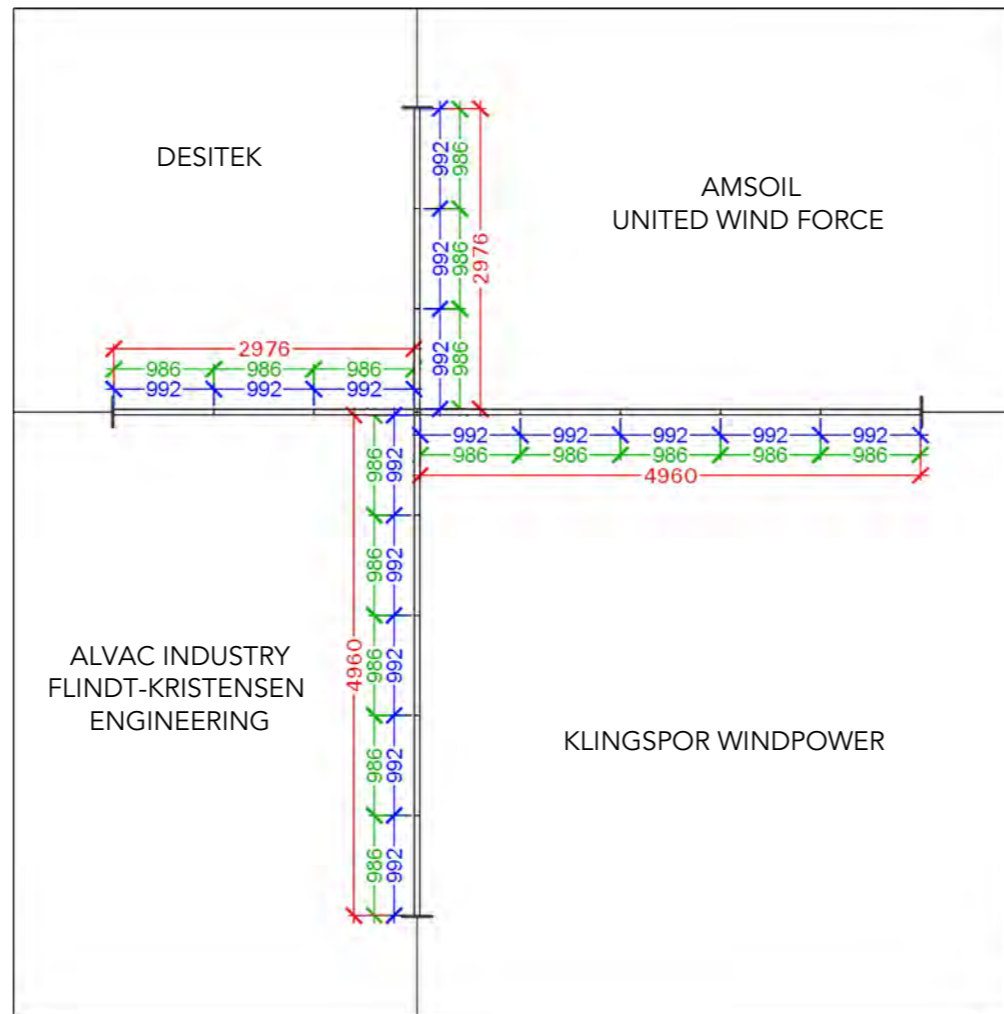 DESITEK
AMSOIL
UNITED WIND FORCE
992
986
992
986
2976
992
986
2976
986 986 986
992 992 992
992 992 992 992 992
986 986 986 986 986
4960
986
992
986
992
4960
986
992
986
992
986
992
ALVAC INDUSTRY
FLINDT-KRISTENSEN
ENGINEERING
KLINGSPOR WINDPOWER